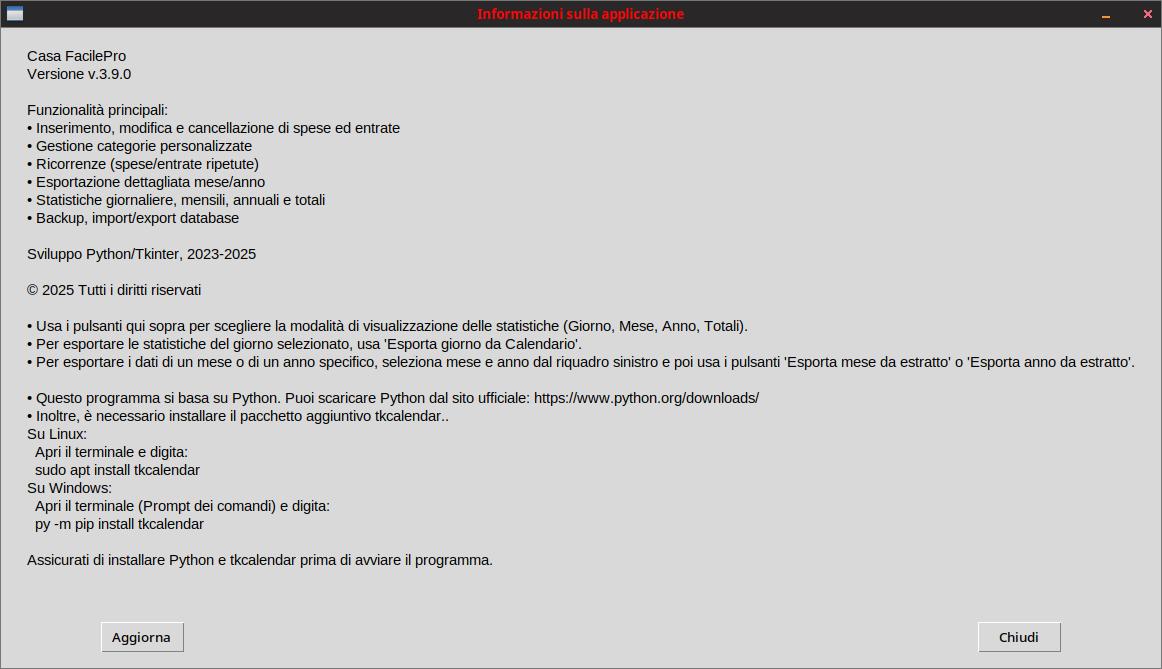 Informazioni sulla applicazione
Casa FacilePro
Versione v.3.9.0
Funzionalità principali:
• Inserimento, modifica e cancellazione di spese ed entrate
• Gestione categorie personalizzate
• Ricorrenze (spese/entrate ripetute)
• Esportazione dettagliata mese/anno
• Statistiche giornaliere, mensili, annuali e totali
• Backup, import/export database
Sviluppo Python/Tkinter, 2023-2025
© 2025 Tutti i diritti riservati
• Usa i pulsanti qui sopra per scegliere la modalità di visualizzazione delle statistiche (Giorno, Mese, Anno, Totali).
• Per esportare le statistiche del giorno selezionato, usa 'Esporta giorno da Calendario'.
• Per esportare i dati di un mese o di un anno specifico, seleziona mese e anno dal riquadro sinistro e poi usa i pulsanti 'Esporta mese da estratto' o 'Esporta anno da estratto'.
• Questo programma si basa su Python. Puoi scaricare Python dal sito ufficiale: https://www.python.org/downloads/
• Inoltre, è necessario installare il pacchetto aggiuntivo tkcalendar..
Su Linux:
Apri il terminale e digita:
sudo apt install tkcalendar
Su Windows:
Apri il terminale (Prompt dei comandi) e digita:
py -m pip install tkcalendar
Assicurati di installare Python e tkcalendar prima di avviare il programma.
Aggiorna
Chiudi